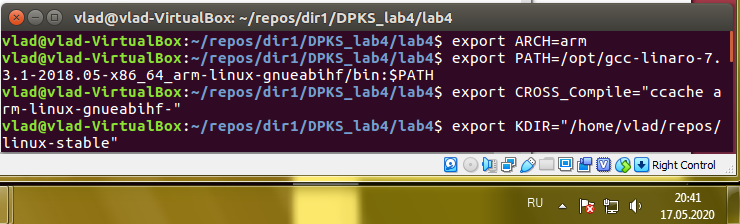 vlad@vlad-VirtualBox: ~/repos/dir1/DPKS_lab4/lab4
vlad@vlad-VirtualBox:~/repos/dir1/DPKS_lab4/lab4$ export ARCH=arm
vlad@vlad-VirtualBox:~/repos/dir1/DPKS_lab4/lab4$ export PATH=/opt/gcc-linaro-7.
3.1-2018.05-x86_64_arm-linux-gnueabihf/bin:$PATH
vlad@vlad-VirtualBox:~/repos/dir1/DPKS_lab4/lab4$ export CROSS_Compile="ccache a
rm-linux-gnueabihf-"
vlad@vlad-VirtualBox:~/repos/dir1/DPKS_lab4/lab4$ export KDIR="/home/vlad/repos/
linux-stable"
Right Control
RU
20:41
17.05.2020